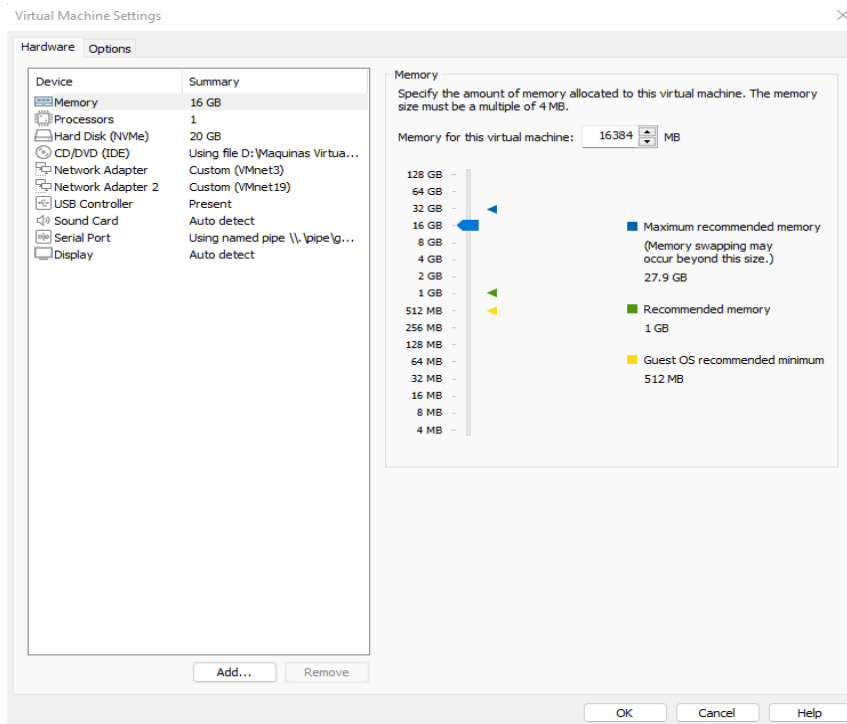 Virtual Machine Settings
Hardware Options
Device Summary
Memory 16 GB
Processors 1
Hard Disk (NVMe) 20 GB
CD/DVD (IDE) Using file D:\Maquinas Virtua...
Network Adapter Custom (VMnet3)
Network Adapter 2 Custom (VMnet19)
USB Controller Present
Sound Card Auto detect
Serial Port Using named pipe \\.\pipe\g...
Display Auto detect
Add... Remove
Memory
Specify the amount of memory allocated to this virtual machine. The memory
size must be a multiple of 4 MB.
Memory for this virtual machine: 16384 MB
128 GB
64 GB
32 GB
16 GB
8 GB
4 GB
2 GB
1 GB
512 MB
256 MB
128 MB
64 MB
32 MB
16 MB
8 MB
4 MB
Maximum recommended memory
(Memory swapping may
occur beyond this size.)
27.9 GB
Recommended memory
1 GB
Guest OS recommended minimum
512 MB
OK Cancel Help